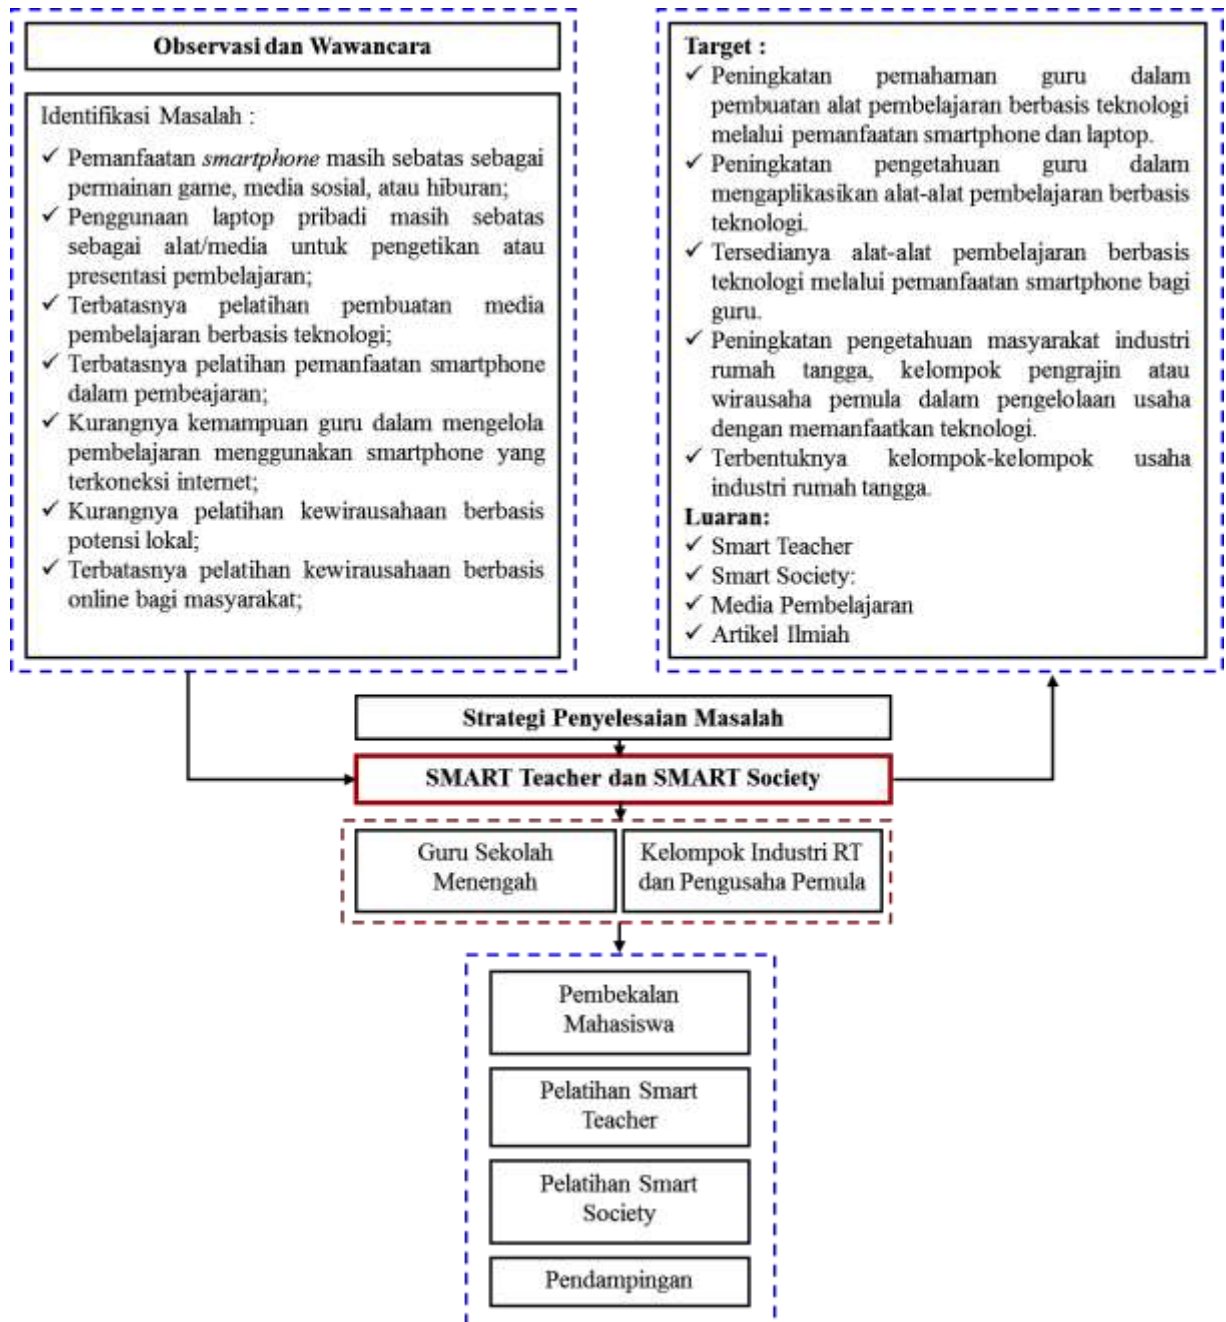 Observasi dan Wawancara
Identifikasi Masalah :
✓ Pemanfaatan smartphone masih sebatas sebagai
permainan game, media sosial, atau hiburan;
✓ Penggunaan laptop pribadi masih sebatas
sebagai alat/media untuk pengetikan atau
presentasi pembelajaran;
✓ Terbatasnya pelatihan pembuatan media
pembelajaran berbasis teknologi;
✓ Terbatasnya pelatihan pemanfaatan smartphone
dalam pembeajaran;
✓ Kurangnya kemampuan guru dalam mengelola
pembelajaran menggunakan smartphone yang
terkoneksi internet;
✓ Kurangnya pelatihan kewirausahaan berbasis
potensi lokal;
✓ Terbatasnya pelatihan kewirausahaan berbasis
online bagi masyarakat;
Target :
✓ Peningkatan pemahaman guru dalam
pembuatan alat pembelajaran berbasis teknologi
melalui pemanfaatan smartphone dan laptop.
✓ Peningkatan pengetahuan guru dalam
mengaplikasikan alat-alat pembelajaran berbasis
teknologi.
✓ Tersedianya alat-alat pembelajaran berbasis
teknologi melalui pemanfaatan smartphone bagi
guru.
✓ Peningkatan pengetahuan masyarakat industri
rumah tangga, kelompok pengrajin atau
wirausaha pemula dalam pengelolaan usaha
dengan memanfaatkan teknologi.
✓ Terbentuknya kelompok-kelompok usaha
industri rumah tangga.
Luaran:
✓ Smart Teacher
✓ Smart Society:
✓ Media Pembelajaran
✓ Artikel Ilmiah
Strategi Penyelesaian Masalah
SMART Teacher dan SMART Society
Guru Sekolah
Menengah
Kelompok Industri RT
dan Pengusaha Pemula
Pembekalan
Mahasiswa
Pelatihan Smart
Teacher
Pelatihan Smart
Society
Pendampingan